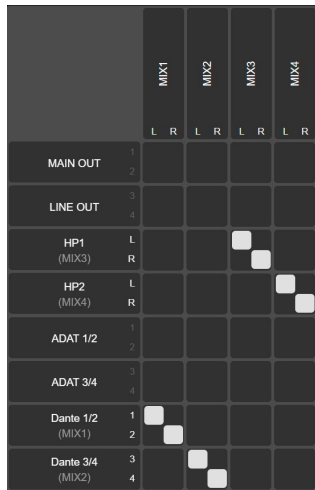 MIX1 MIX2 MIX3 MIX4
L R L R L R L R
MAIN OUT 1
2
LINE OUT 3
4
HP1 L
(MIX3) R
HP2 L
(MIX4) R
ADAT 1/2 1
2
ADAT 3/4 3
4
Dante 1/2 1
(MIX1) 2
Dante 3/4 3
(MIX2) 4